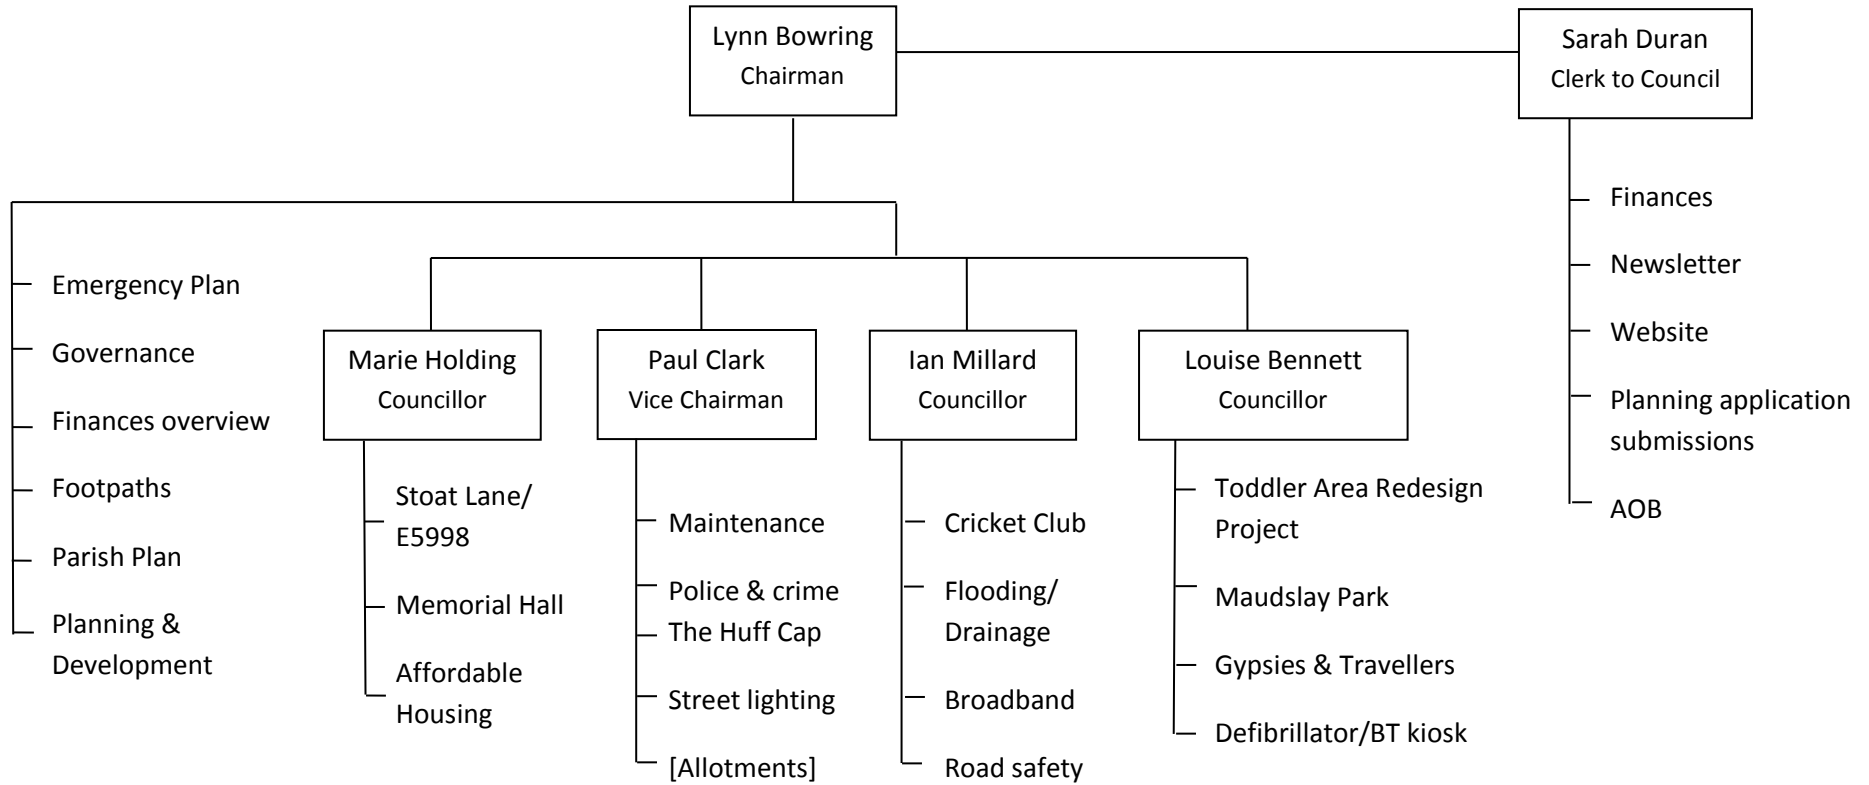 Lynn Bowring
Chairman
Sarah Duran
Clerk to Council
Emergency Plan
Governance
Finances overview
Footpaths
Parish Plan
Planning &
Development
Marie Holding
Councillor
Stoat Lane/
E5998
Memorial Hall
Affordable
Housing
Paul Clark
Vice Chairman
Maintenance
Police & crime
The Huff Cap
Street lighting
[Allotments]
Ian Millard
Councillor
Cricket Club
Flooding/
Drainage
Broadband
Road safety
Louise Bennett
Councillor
Toddler Area Redesign
Project
Maudslay Park
Gypsies & Travellers
Defibrillator/BT kiosk
Finances
Newsletter
Website
Planning application
submissions
AOB